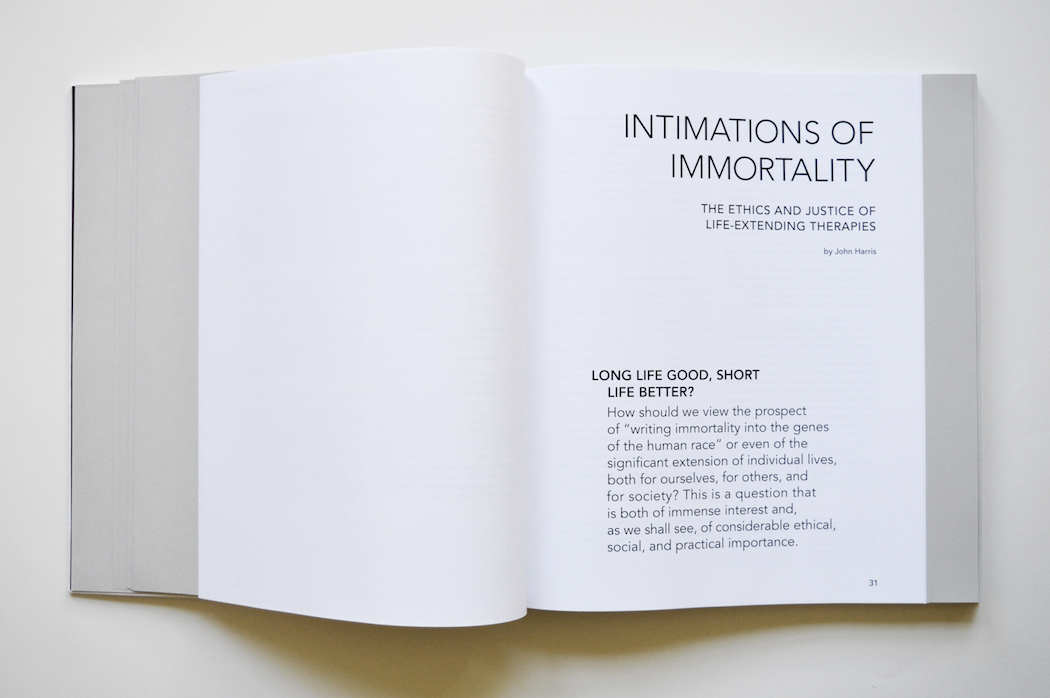 INTIMATIONS OF
IMMORTALITY
THE ETHICS AND JUSTICE OF
LIFE-EXTENDING THERAPIES
by John Harris
LONG LIFE GOOD, SHORT
LIFE BETTER?
How should we view the prospect
of “writing immortality into the genes
of the human race” or even of the
significant extension of individual lives,
both for ourselves, for others, and
for society? This is a question that
is both of immense interest and,
as we shall see, of considerable ethical,
social, and practical importance.
31